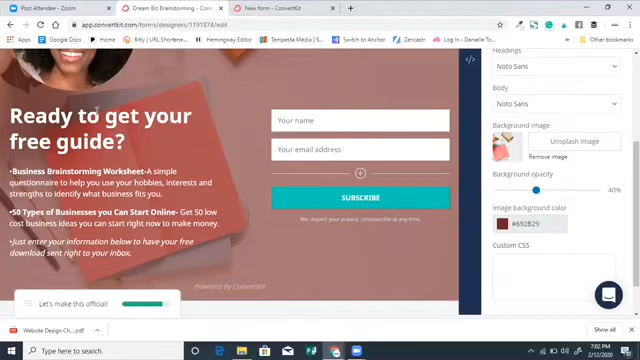 Post Attendee - Zoom
Dream Biz Brainstorming - Conve
New form - ConvertKit
app.convertkit.com/forms/designers/1191874/edit
Google Docs
Home
Bitly | URL Shortene
Hemingway Editor
Tempesta Media | C
Switch to Anchor
Zencastr
Log In ‹ Danielle To
Other bookmarks
Ready to get your
free guide?
•Business Brainstorming Worksheet-A simple
questionnaire to help you use your hobbies, interests and
strengths to identify what business fits you.
•50 Types of Businesses you Can Start Online- Get 50 low
cost business ideas you can start right now to make money.
•Just enter your information below to have your free
download sent right to your inbox.
Your name
Your email address
SUBSCRIBE
We respect your privacy. Unsubscribe at any time.
Powered by ConvertKit
Let's make this official!
Headings
Noto Sans
Body
Noto Sans
Background image
Unsplash image
Remove image
Background opacity
40%
Image background color
#692B29
Custom CSS
Website Design Ch....pdf
Show all
Type here to search
7:02 PM
2/12/2020